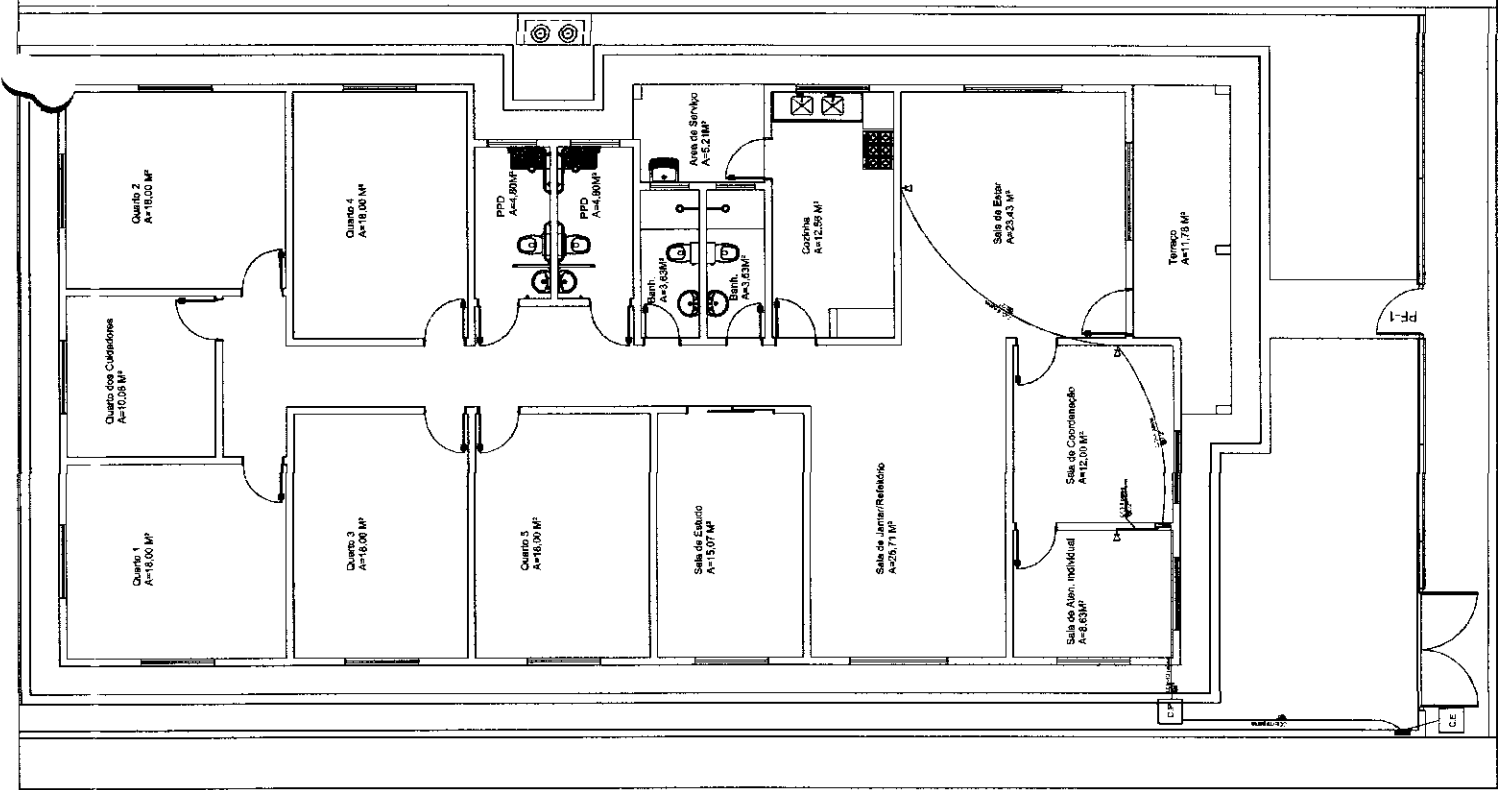 Quarto 2
A=18,00 M²
Quarto 4
A=18,00 M²
PPD
A=4,80M²
PPD
A=4,80M²
Area de Serviço
A=5.21M²
Banh.
A=3,63M²
Banh.
A=3,53M²
Cozinha
A=12,56 M²
Sala de Estar
A=23,43 M²
Terraço
A=11,78 M²
Quarto dos Cuidadores
A=10,08 M²
PF-1
Quarto 1
A=18,00 M²
Quarto 3
A=18,00 M²
Quarto 5
A=18,00 M²
Sala de Estudo
A=15,07 M²
Sala de Jantar/Refeitório
A=25,71 M²
Sala de Coordenação
A=12,00 M²
Sala de Aten. Individual
A=8,63M²
C.P
C.E